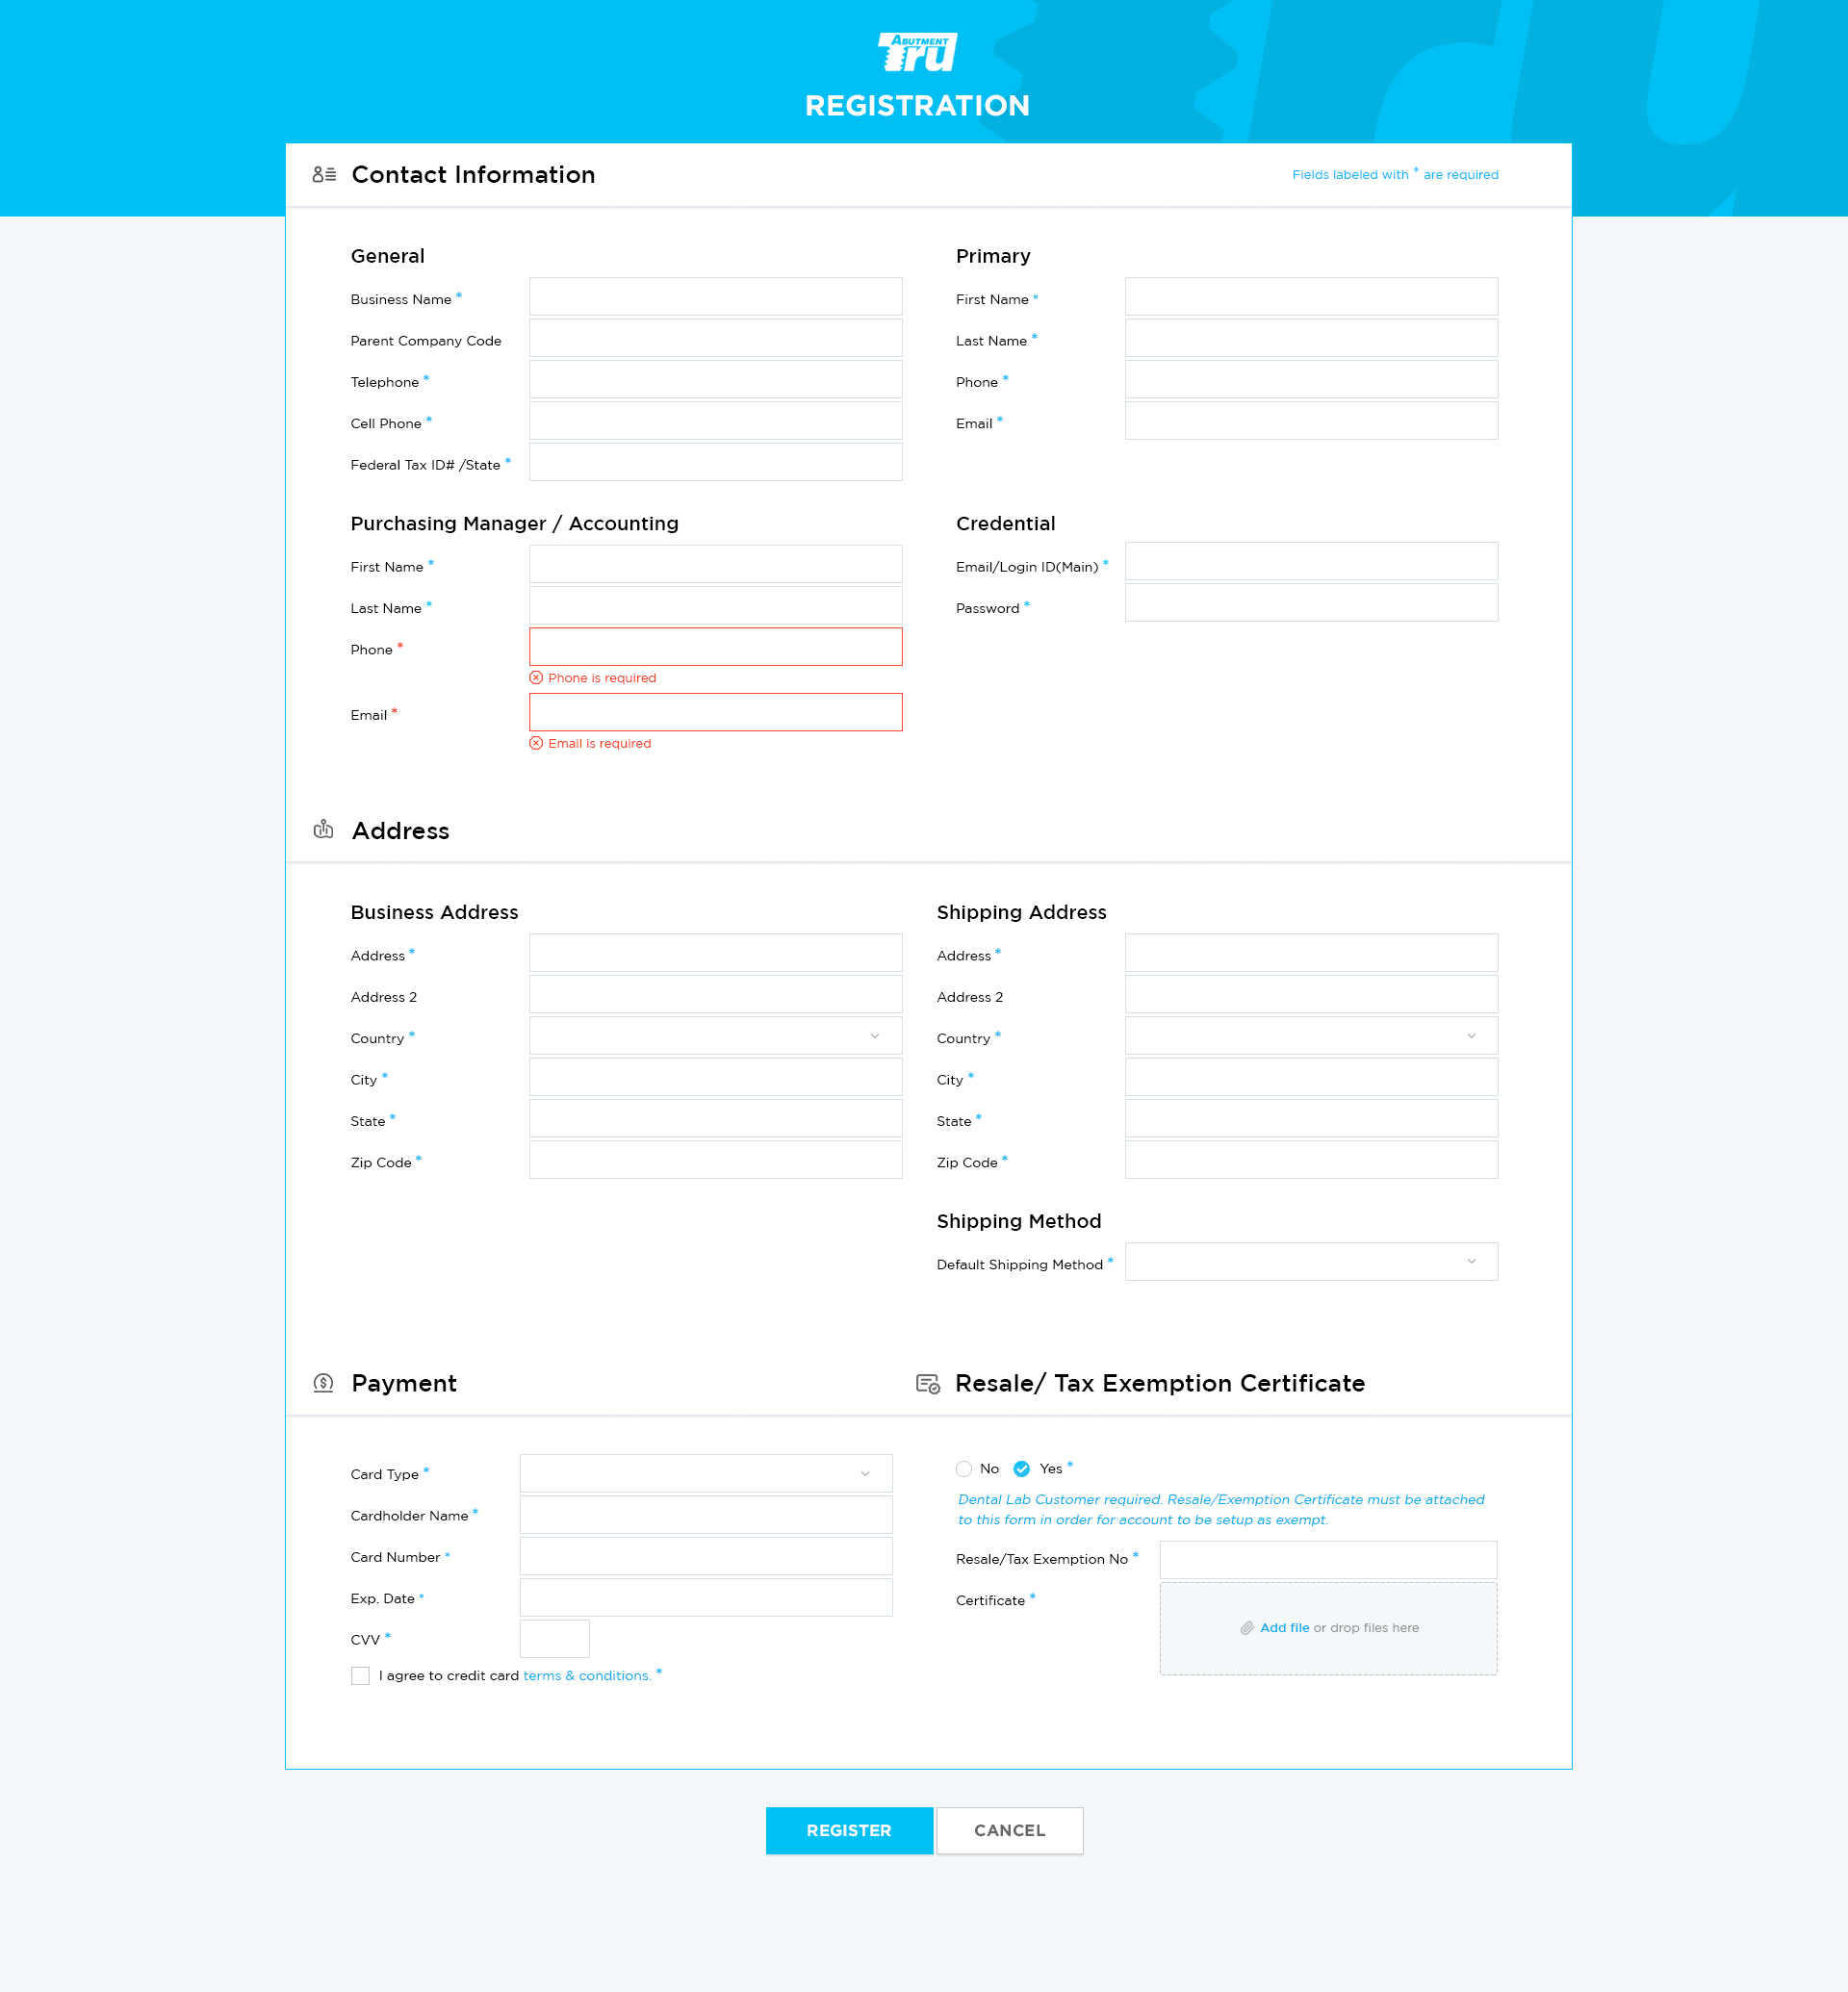 ABUTMENT
Tru
REGISTRATION
Contact Information
Fields labeled with * are required
General
Business Name *
Parent Company Code
Telephone *
Cell Phone *
Federal Tax ID# /State *
Primary
First Name *
Last Name *
Phone *
Email *
Purchasing Manager / Accounting
First Name *
Last Name *
Phone *
Phone is required
Email *
Email is required
Credential
Email/Login ID(Main) *
Password *
Address
Business Address
Address *
Address 2
Country *
City *
State *
Zip Code *
Shipping Address
Address *
Address 2
Country *
City *
State *
Zip Code *
Shipping Method
Default Shipping Method *
Payment
Card Type *
Cardholder Name *
Card Number *
Exp. Date *
CVV *
I agree to credit card terms & conditions. *
Resale/ Tax Exemption Certificate
No Yes *
Dental Lab Customer required. Resale/Exemption Certificate must be attached
to this form in order for account to be setup as exempt.
Resale/Tax Exemption No *
Certificate *
Add file or drop files here
REGISTER
CANCEL